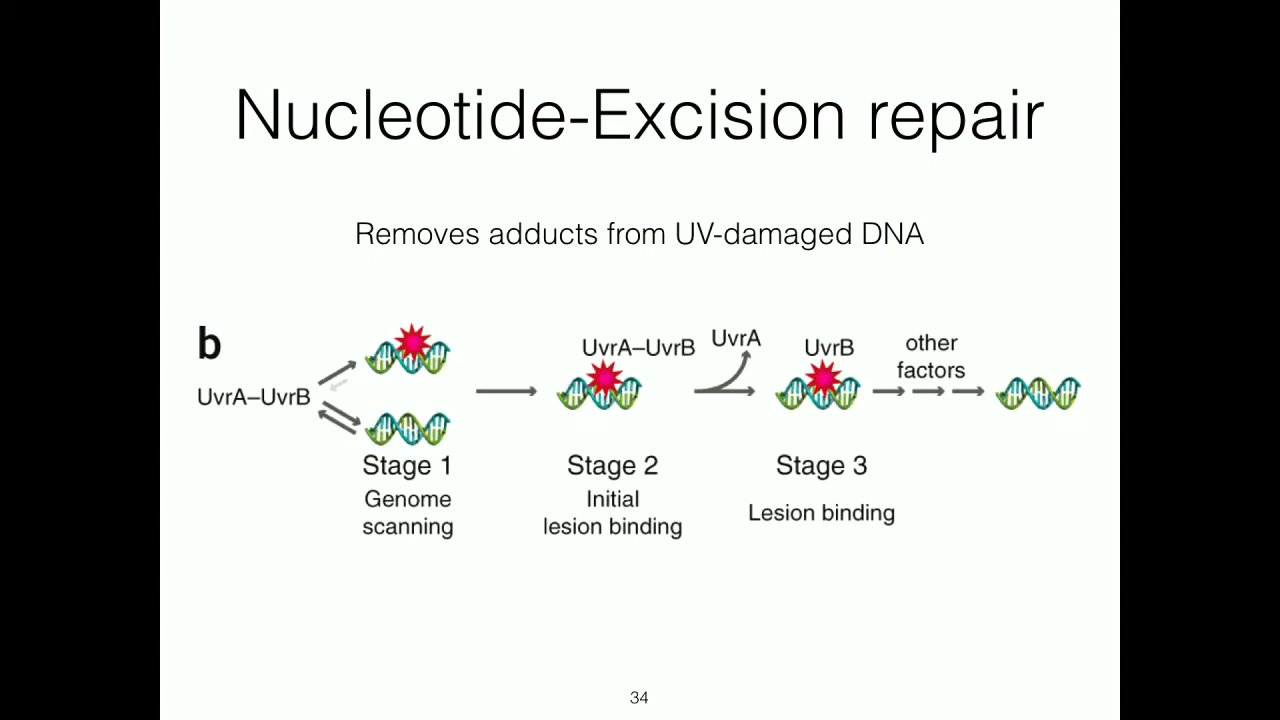 Nucleotide-Excision repair
Removes adducts from UV-damaged DNA
b
UvrA–UvrB
Stage 1
Genome
scanning
UvrA–UvrB
Stage 2
Initial
lesion binding
UvrA
UvrB
Stage 3
Lesion binding
other
factors
34